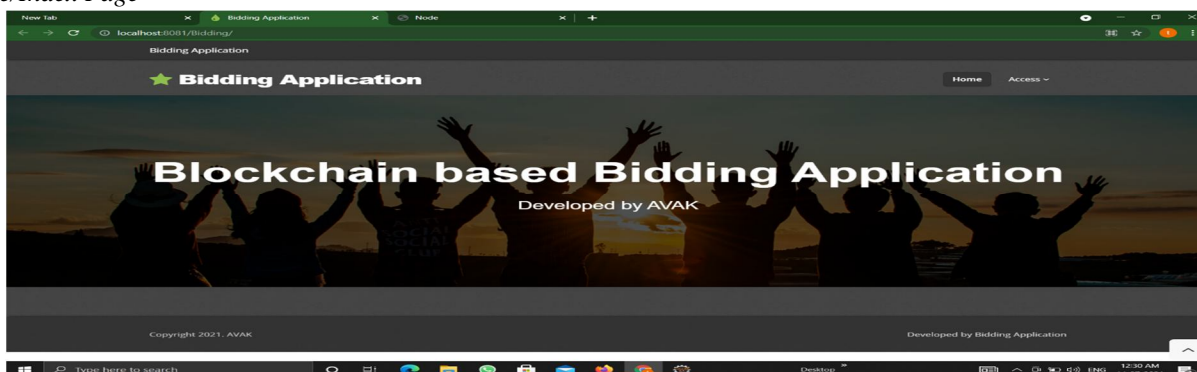 New Tab Bidding Application Node
localhost:8081/Bidding/
Bidding Application
Bidding Application
Home Access
Blockchain based Bidding Application
Developed by AVAK
Copyright 2021. AVAK
Developed by Bidding Application
Type here to search
Desktop
ENG
12:30 AM